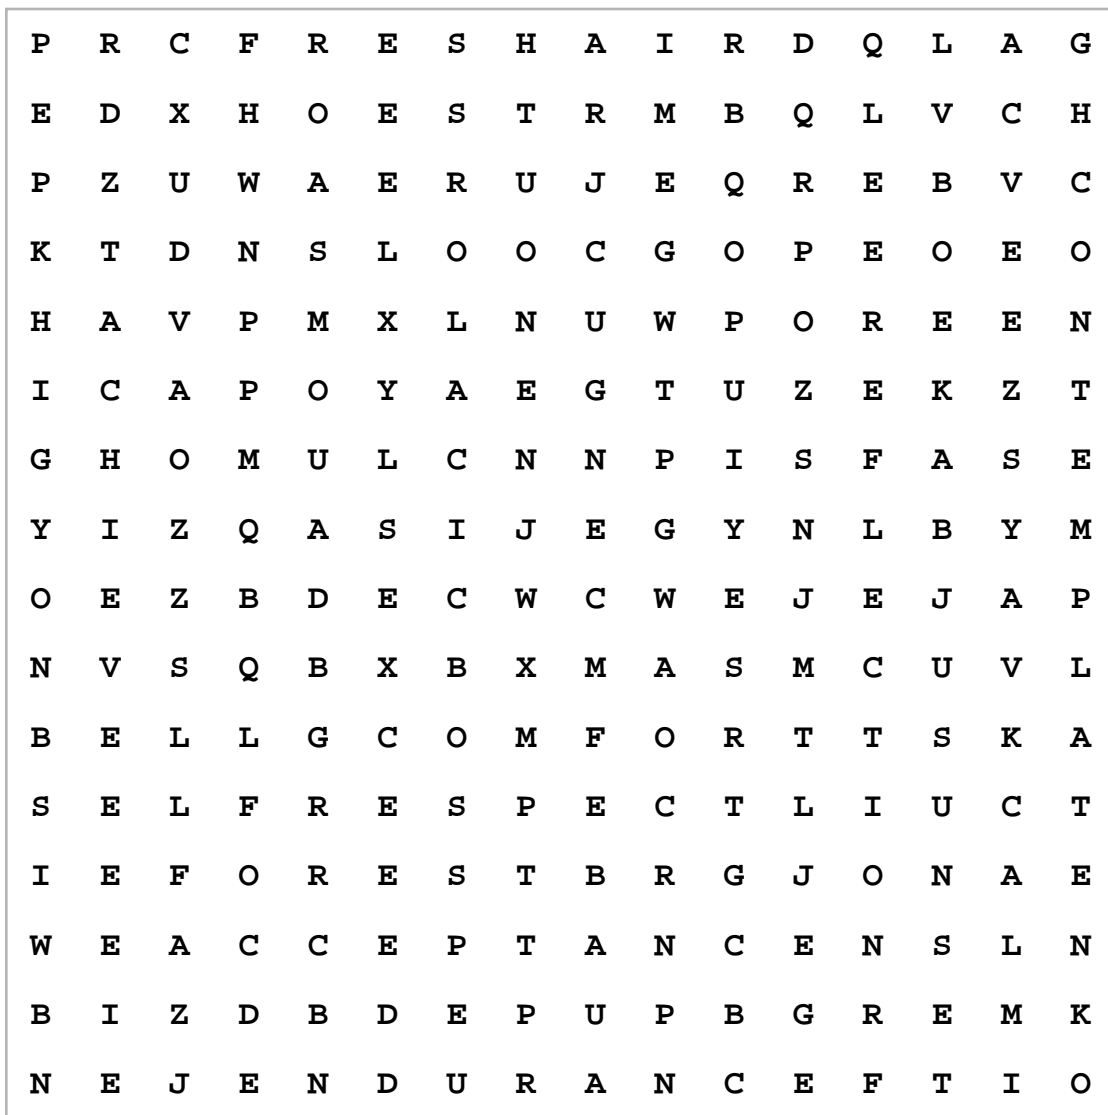 P R C F R E S H A I R D Q L A G
E D X H O E S T R M B Q L V C H
P Z U W A E R U J E Q R E B V C
K T D N S L O O C G O P E O E O
H A V P M X L N U W P O R E E N
I C A P O Y A E G T U Z E K Z T
G H O M U L C N N P I S F A S E
Y I Z Q A S I J E G Y N L B Y M
O E Z B D E C W C W E J E J A P
N V S Q B X B X M A S M C U V L
B E L L G C O M F O R T T S K A
S E L F R E S P E C T L I U C T
I E F O R E S T B R G J O N A E
W E A C C E P T A N C E N S L N
B I Z D B D E P U P B G R E M K
N E J E N D U R A N C E F T I O